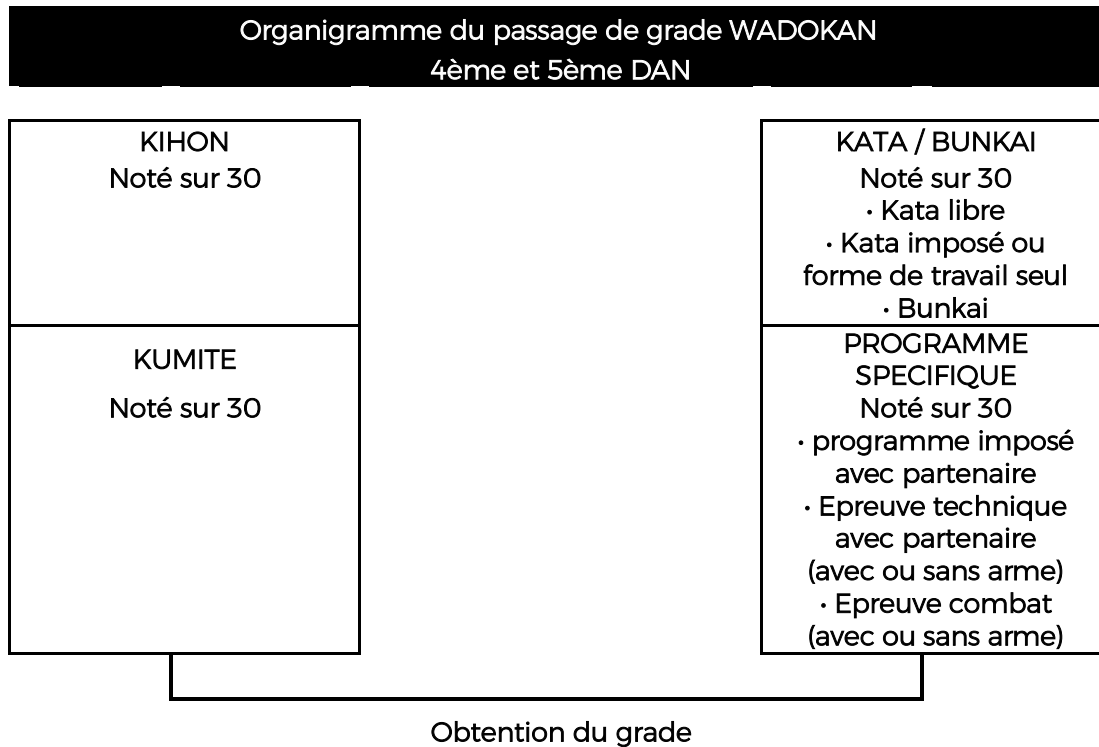 Organigramme du passage de grade WADOKAN
4ème et 5ème DAN
KIHON
Noté sur 30
KATA / BUNKAI
Noté sur 30
• Kata libre
• Kata imposé ou
forme de travail seul
• Bunkai
KUMITE
Noté sur 30
PROGRAMME
SPECIFIQUE
Noté sur 30
• programme imposé
avec partenaire
• Epreuve technique
avec partenaire
(avec ou sans arme)
• Epreuve combat
(avec ou sans arme)
Obtention du grade